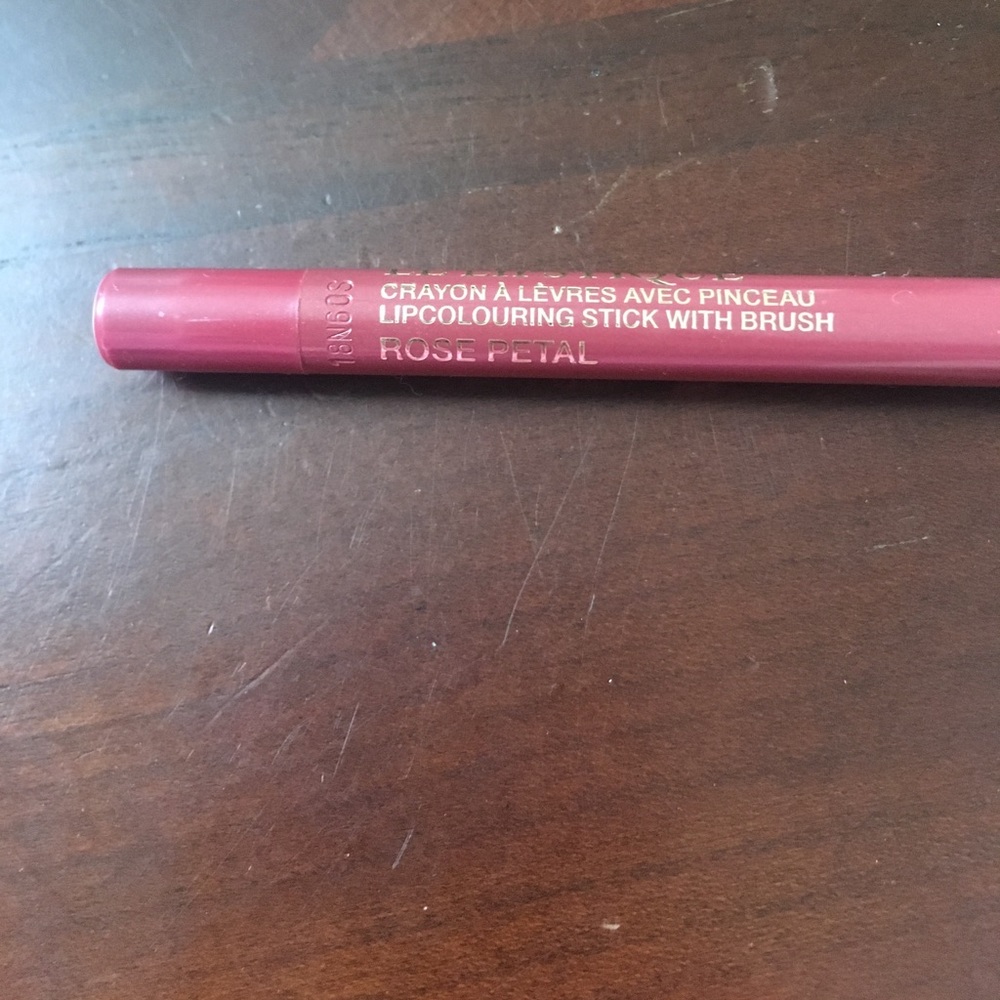 CRAYON À LÈVRES AVEC PINCEAU
LIPCOLOURING STICK WITH BRUSH
ROSE PETAL